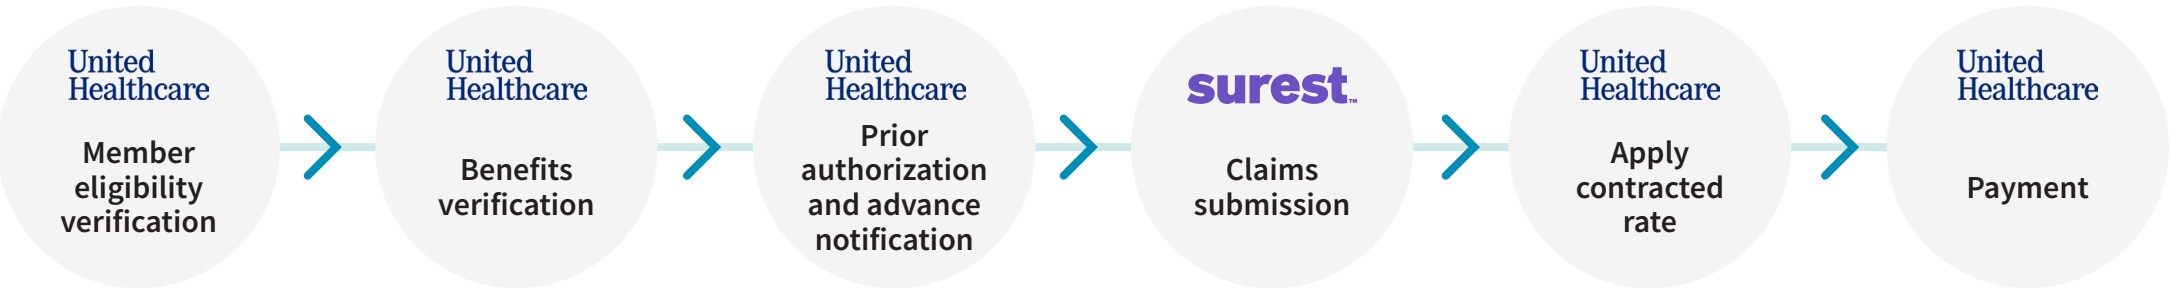 United
Healthcare
Member
eligibility
verification
United
Healthcare
Benefits
verification
United
Healthcare
Prior
authorization
and advance
notification
surest™
Claims
submission
United
Healthcare
Apply
contracted
rate
United
Healthcare
Payment